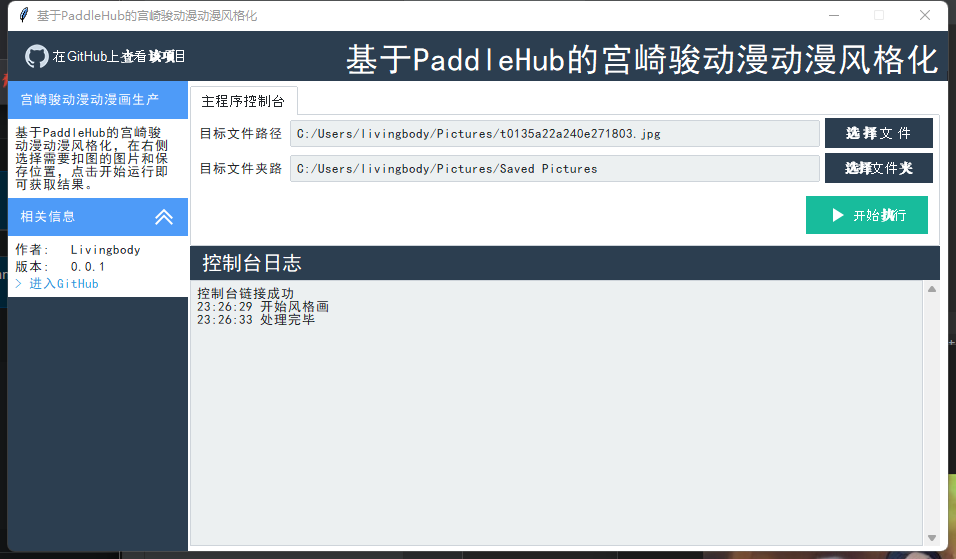 基于PaddleHub的宫崎骏动漫动漫风格化
在GitHub上查看该项目
基于PaddleHub的宫崎骏动漫动漫风格化
宫崎骏动漫动漫画生产
基于PaddleHub的宫崎骏
动漫动漫风格化，在右侧
选择需要扣图的图片和保
存位置，点击开始运行即
可获取结果。
相关信息
作者： Livingbody
版本： 0.0.1
进入GitHub
主程序控制台
目标文件路径 C:/Users/livingbody/Pictures/t0135a22a240e271803.jpg 选择文件
目标文件夹路 C:/Users/livingbody/Pictures/Saved Pictures 选择文件夹
开始执行
控制台日志
控制台链接成功
23:26:29 开始风格画
23:26:33 处理完毕